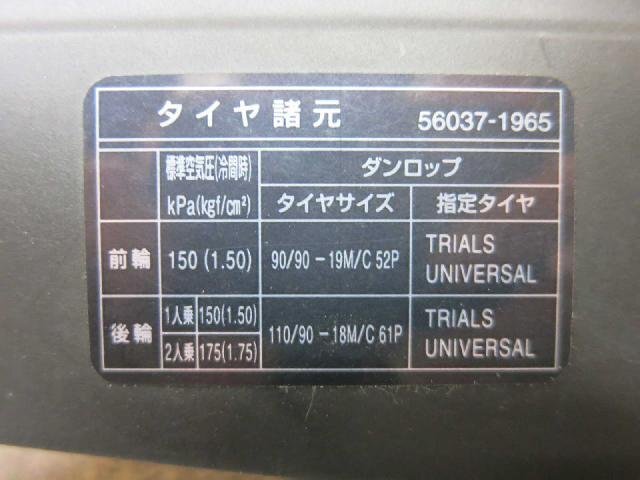 タイヤ諸元 56037-1965
標準空気圧(冷間時)
kPa(kgf/cm²)
ダンロップ
タイヤサイズ 指定タイヤ
前輪 150 (1.50) 90/90-19M/C 52P TRIALS
UNIVERSAL
後輪 1人乗 150(1.50)
2人乗 175(1.75)
110/90-18M/C 61P TRIALS
UNIVERSAL